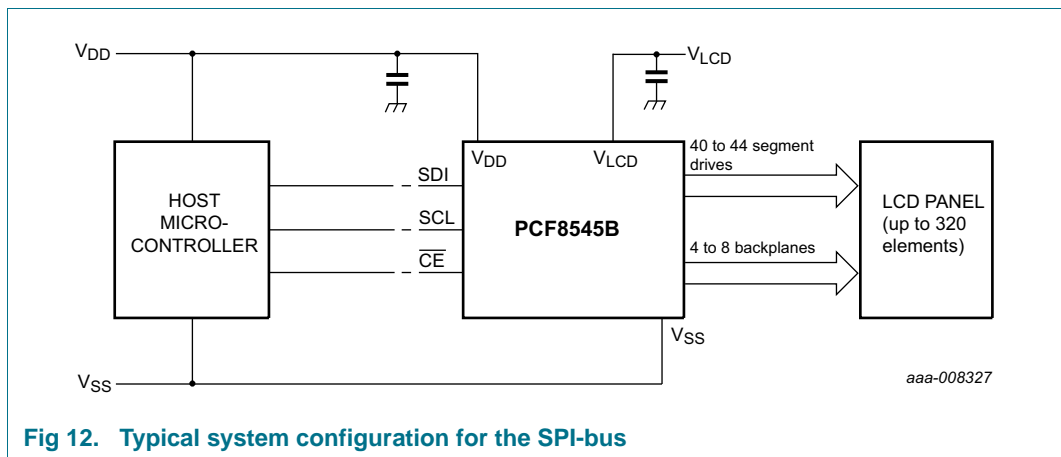 VDD
VLCD
HOST
MICRO-
CONTROLLER
SDI
SCL
CE
VDD
VLCD
PCF8545B
VSS
40 to 44 segment
drives
4 to 8 backplanes
LCD PANEL
(up to 320
elements)
VSS
aaa-008327
Fig 12. Typical system configuration for the SPI-bus